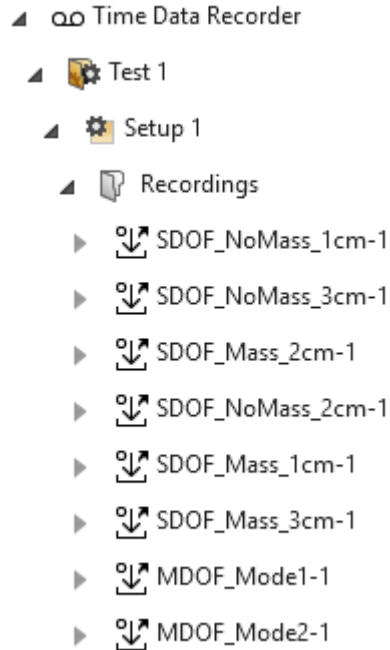 Time Data Recorder
Test 1
Setup 1
Recordings
SDOF_NoMass_1cm-1
SDOF_NoMass_3cm-1
SDOF_Mass_2cm-1
SDOF_NoMass_2cm-1
SDOF_Mass_1cm-1
SDOF_Mass_3cm-1
MDOF_Mode1-1
MDOF_Mode2-1